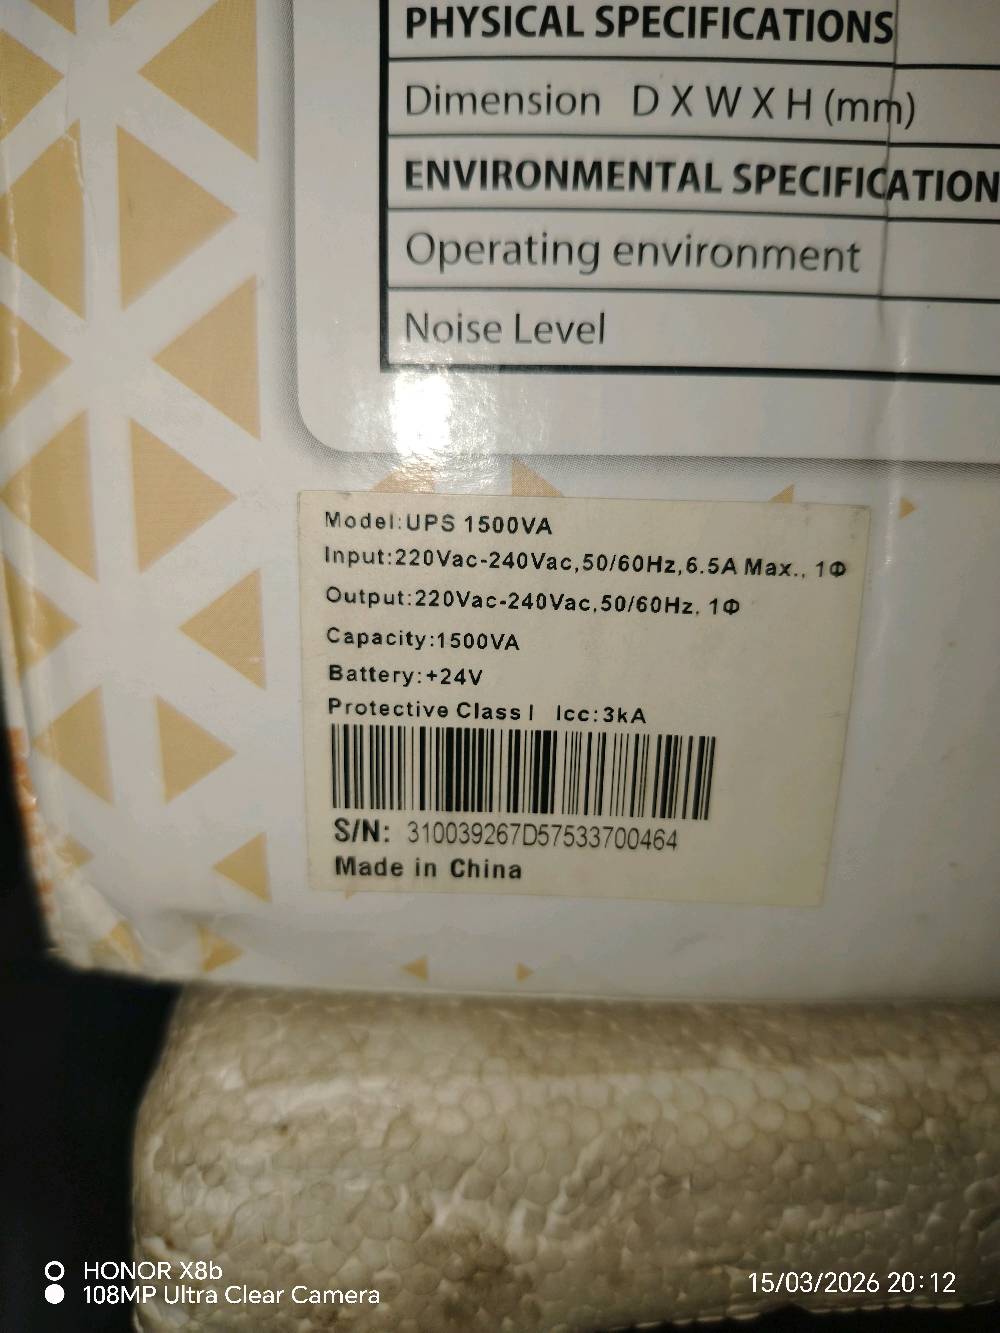 PHYSICAL SPECIFICATIONS
Dimension D X W X H (mm)
ENVIRONMENTAL SPECIFICATION
Operating environment
Noise Level
Model:UPS 1500VA
Input:220Vac-240Vac,50/60Hz,6.5A Max., 1Φ
Output:220Vac-240Vac,50/60Hz, 1Φ
Capacity:1500VA
Battery:+24V
Protective Class I Icc:3kA
S/N: 310039267D57533700464
Made in China
HONOR X8b
108MP Ultra Clear Camera
15/03/2026 20:12